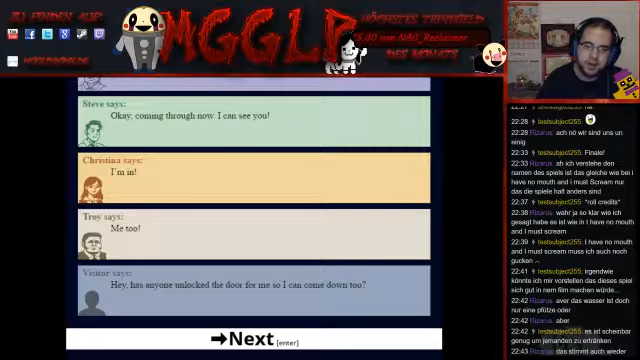 ZU FINDEN AUF
MGGLP
HÖCHSTES TRINKGELD
5.00 von
DES MONATS
Steve says:
Okay, coming through now. I can see you!
Christina says:
I'm in!
Troy says:
Me too!
Visitor says:
Hey, has anyone unlocked the door for me so I can come down too?
➔Next [enter]
22:28 testsubject255:
22:28 Rizarus: ach nö wir sind uns
einig
22:33 testsubject255: Finale!
22:33 Rizarus: ah ich verstehe den
namen des spiels ist das gleiche wie bei i
have no mouth and i must Scream nur
das die spiele halt anders sind
22:37 testsubject255: *roll credits*
22:38 Rizarus: wahr ja so klar wie ich
gesagt habe es ist wie in I have no mouth
and i must scream
22:39 testsubject255: I have no mouth
and I must scream muss ich auch noch
gucken .-.
22:41 testsubject255: irgendwie
könnte ich mir vorstellen das dieses spiel
sich gut in nem film machen würde...
22:42 Rizarus: aver das wasser ist doch
nur eine pfütze oder
22:42 Rizarus: aber
22:42 testsubject255: es ist scheinbar
genug um jemanden zu ertränken
22:43 Rizarus: das stimmt auch wieder